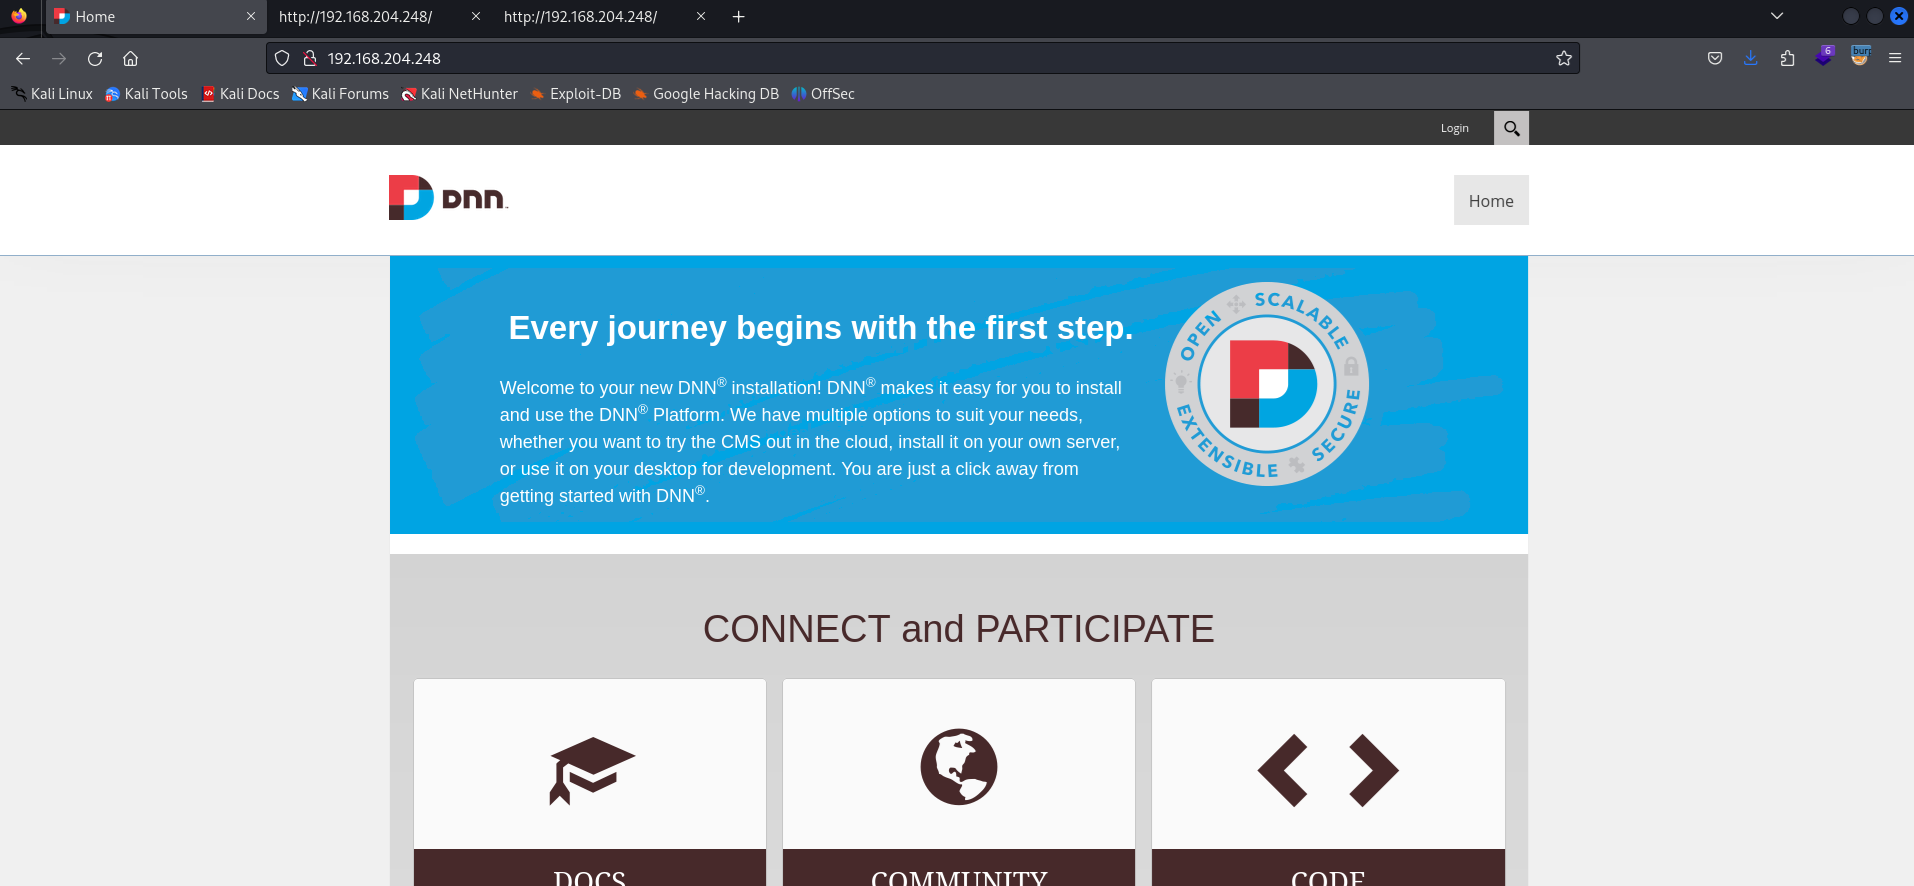 Home
http://192.168.204.248/
http://192.168.204.248/
192.168.204.248
6
burp
Kali Linux
Kali Tools
Kali Docs
Kali Forums
Kali NetHunter
Exploit-DB
Google Hacking DB
OffSec
Login
DNN
Home
Every journey begins with the first step.
Welcome to your new DNN® installation! DNN® makes it easy for you to install
and use the DNN® Platform. We have multiple options to suit your needs,
whether you want to try the CMS out in the cloud, install it on your own server,
or use it on your desktop for development. You are just a click away from
getting started with DNN®.
OPEN
SCALABLE
EXTENSIBLE
SECURE
CONNECT and PARTICIPATE
DOCS
COMMUNITY
CODE